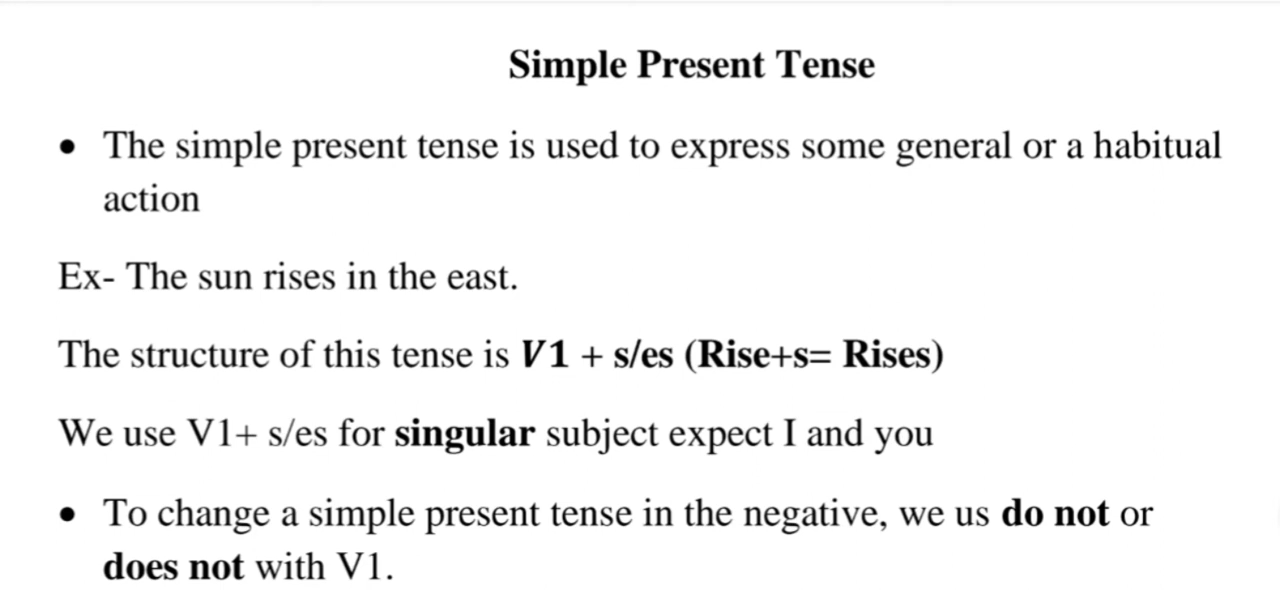 Simple Present Tense
• The simple present tense is used to express some general or a habitual
action
Ex- The sun rises in the east.
The structure of this tense is V1 + s/es (Rise+s= Rises)
We use V1+ s/es for singular subject expect I and you
• To change a simple present tense in the negative, we us do not or
does not with V1.